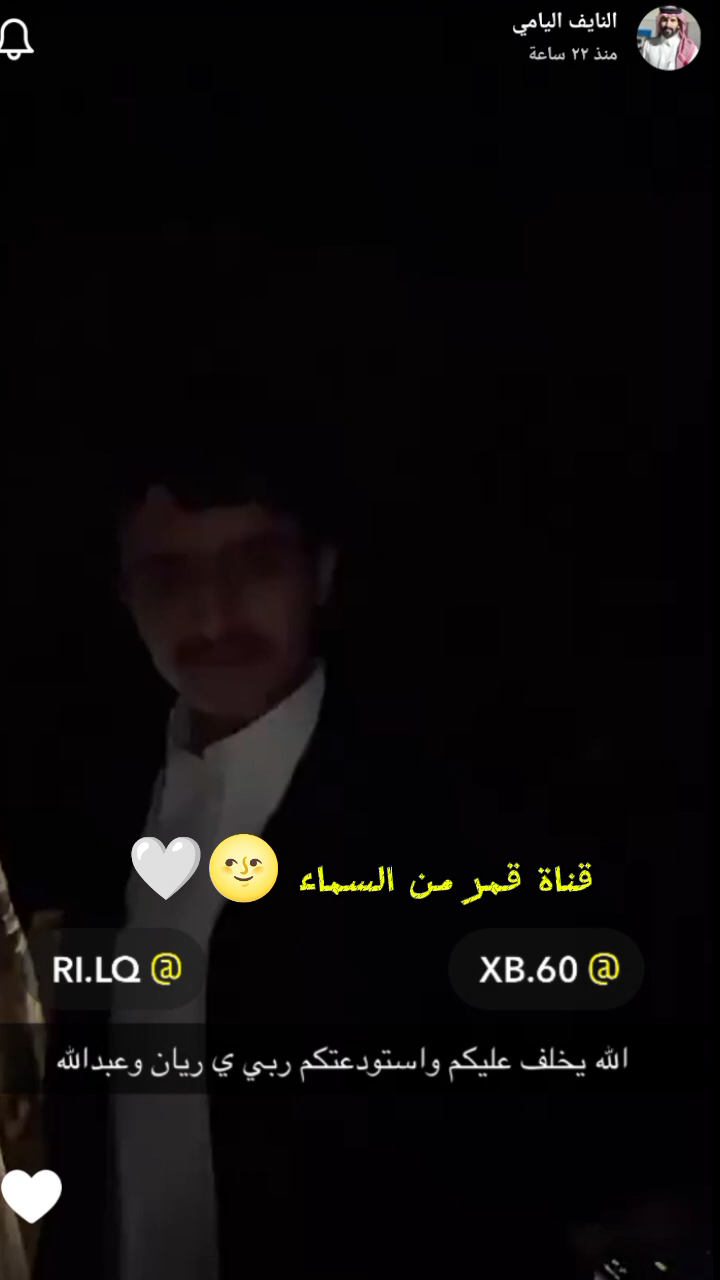 النايف اليامي
منذ ٢٢ ساعة
قناة قمر من السماء 🌝🤍
@ XB.60
@ RI.LQ
الله يخلف عليكم واستودعتكم ربي ي ريان وعبدالله